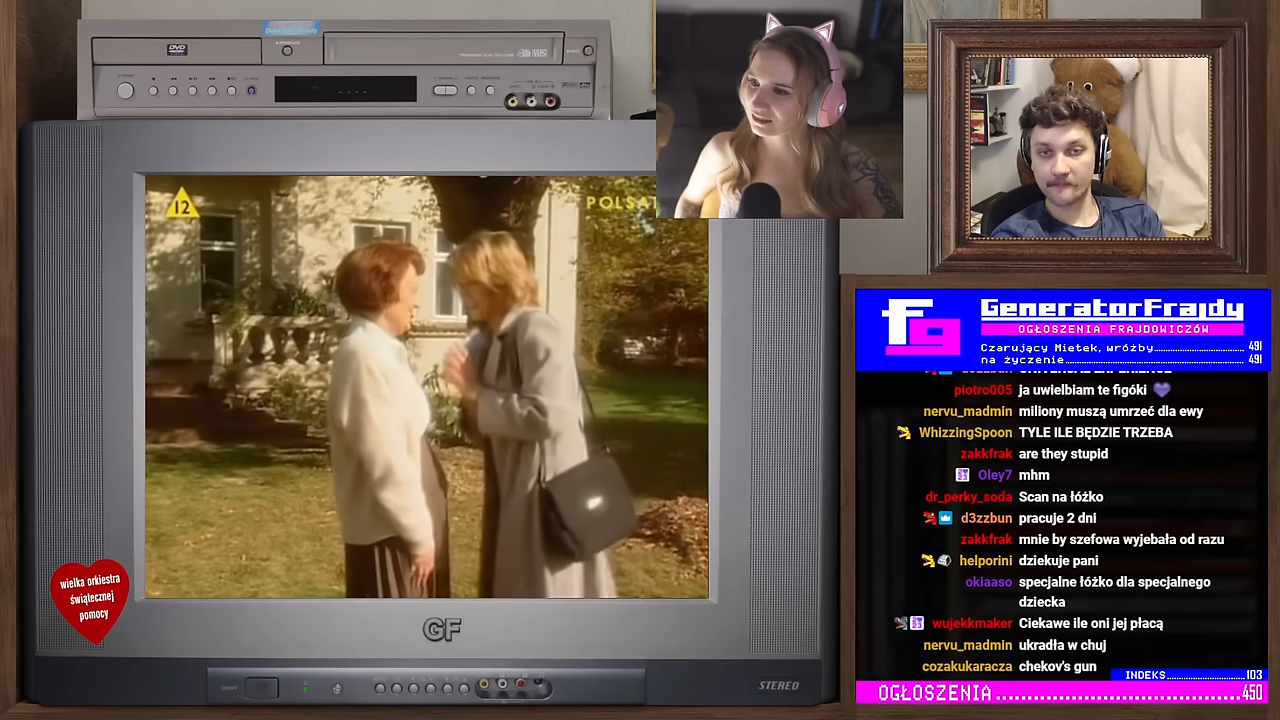 DVD
VHS
12
POLSA
GF
STEREO
wielka orkiestra
świątecznej
pomocy
fg
GeneratorFrajdy
OGŁOSZENIA FRAJDOWICZÓW
Czarujący Mietek, wróżby 491
na życzenie 491
piotro005 ja uwielbiam te figóki 💜
nervu_madmin miliony muszą umrzeć dla ewy
WhizzingSpoon TYLE ILE BĘDZIE TRZEBA
zakkfrak are they stupid
Oley7 mhm
dr_perky_soda Scan na łóżko
d3zzbun pracuje 2 dni
zakkfrak mnie by szefowa wyjebała od razu
helporini dziekuje pani
okiaaso specjalne łóżko dla specjalnego
dziecka
wujekkmaker Ciekawe ile oni jej płacą
nervu_madmin ukradła w chuj
cozakukaracza chekov's gun
INDEKS 103
OGŁOSZENIA 450